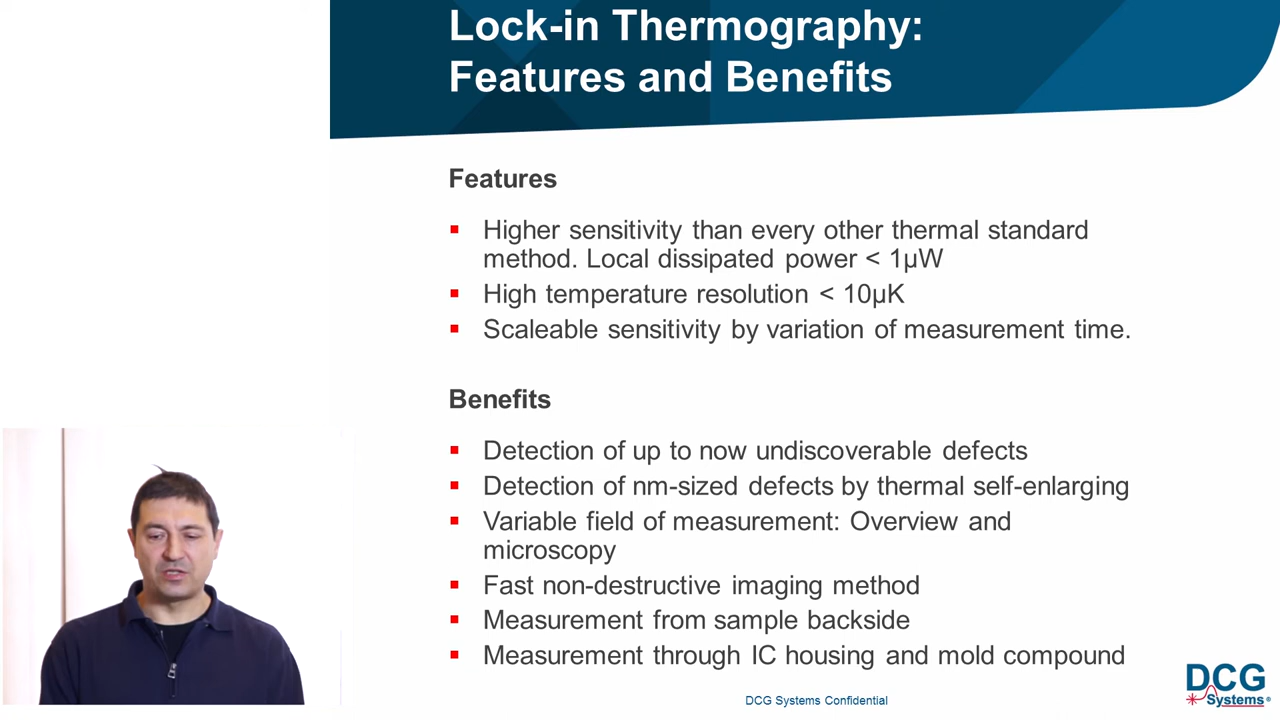 Lock-in Thermography:
Features and Benefits
Features
▪ Higher sensitivity than every other thermal standard
method. Local dissipated power < 1µW
▪ High temperature resolution < 10µK
▪ Scaleable sensitivity by variation of measurement time.
Benefits
▪ Detection of up to now undiscoverable defects
▪ Detection of nm-sized defects by thermal self-enlarging
▪ Variable field of measurement: Overview and
microscopy
▪ Fast non-destructive imaging method
▪ Measurement from sample backside
▪ Measurement through IC housing and mold compound
DCG Systems Confidential
DCG
Systems®